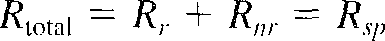 R_total = R_r + R_nr = R_sp